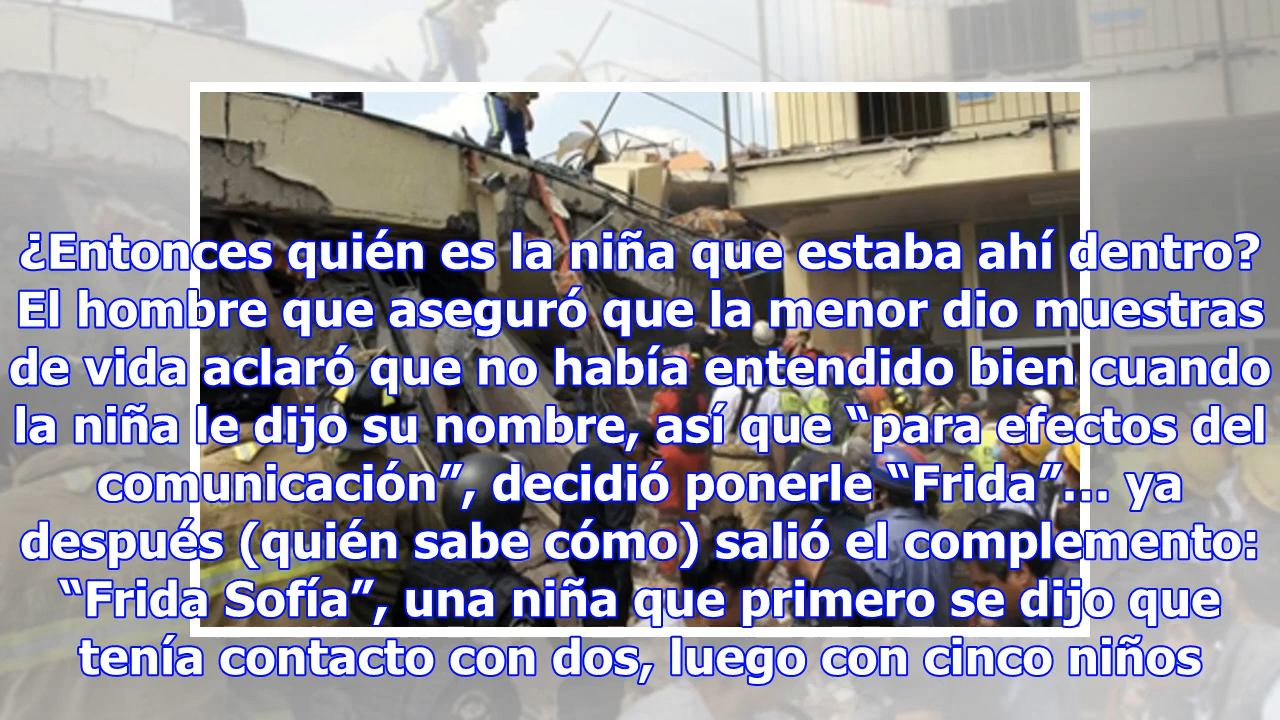 ¿Entonces quién es la niña que estaba ahí dentro?
El hombre que aseguró que la menor dio muestras
de vida aclaró que no había entendido bien cuando
la niña le dijo su nombre, así que “para efectos del
comunicación”, decidió ponerle “Frida”... ya
después (quién sabe cómo) salió el complemento:
“Frida Sofía”, una niña que primero se dijo que
tenía contacto con dos, luego con cinco niños